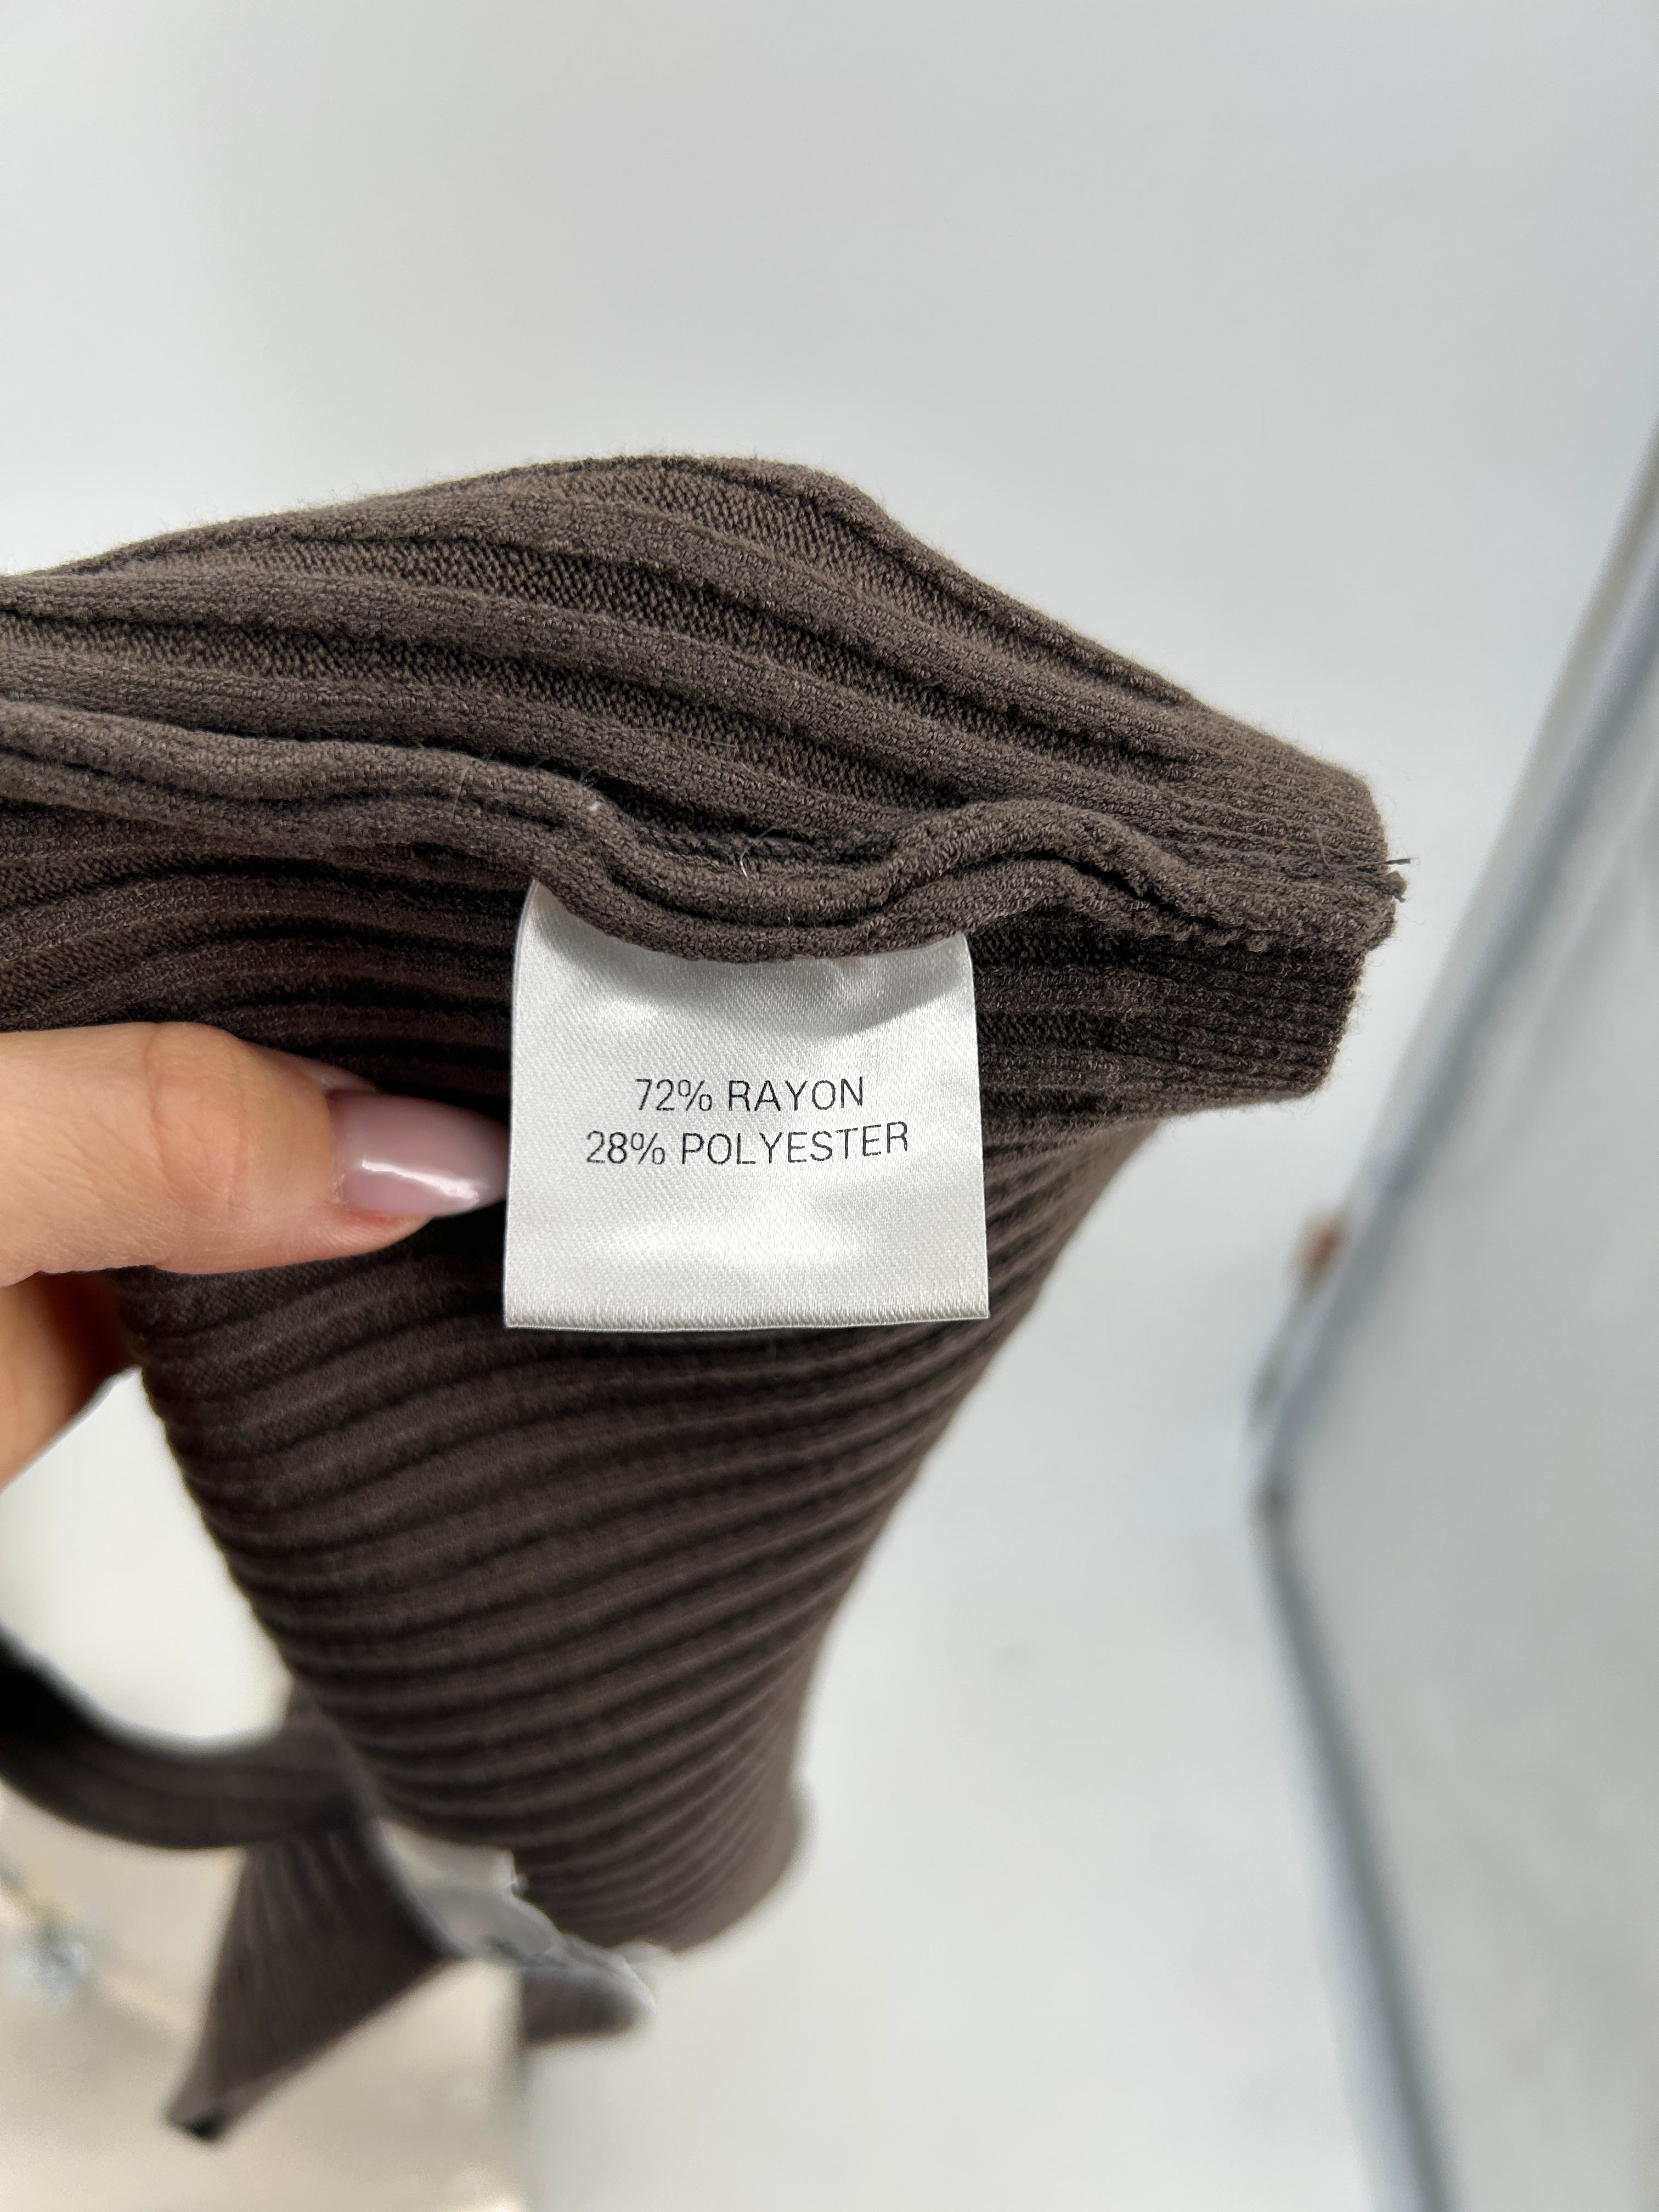 72% RAYON
28% POLYESTER